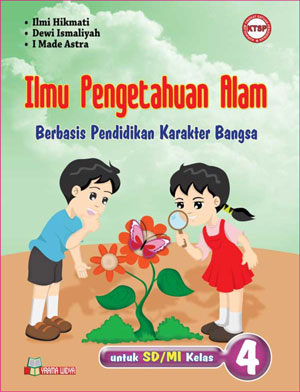 • Ilmi Hikmati
• Dewi Ismaliyah
• I Made Astra
KTSP
Ilmu Pengetahuan Alam
Berbasis Pendidikan Karakter Bangsa
untuk SD/MI Kelas 4
YRAMA WIDYA